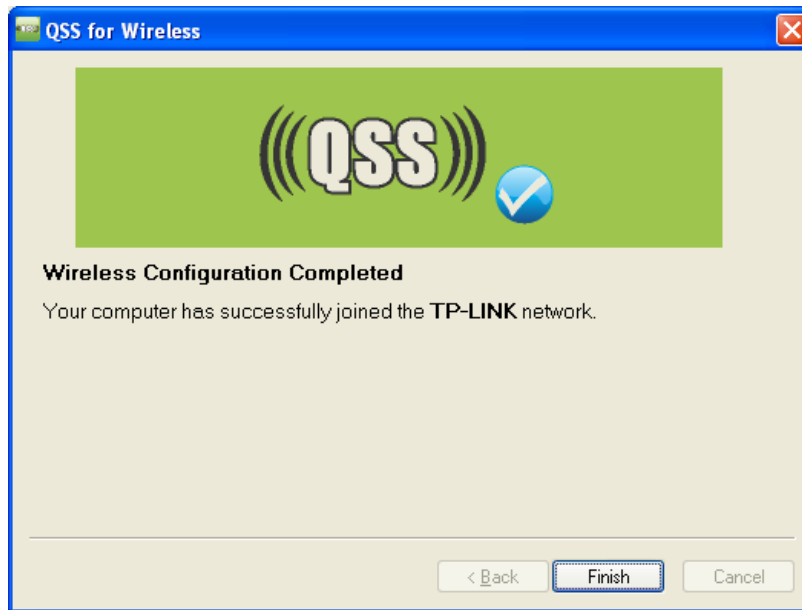 QSS for Wireless
(((QSS)))
Wireless Configuration Completed
Your computer has successfully joined the TP-LINK network.
< Back Finish Cancel